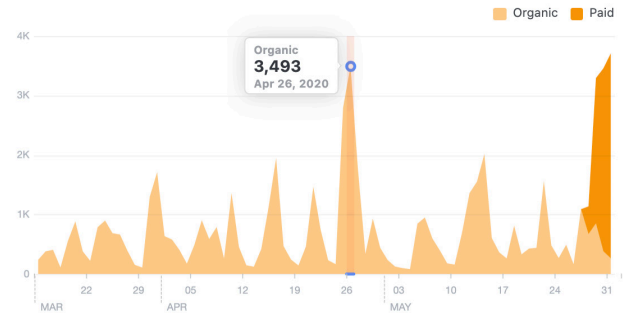 Organic Paid
4K
Organic
3,493
Apr 26, 2020
3K
2K
1K
0
22 29 05 12 19 26 03 10 17 24 31
MAR APR MAY